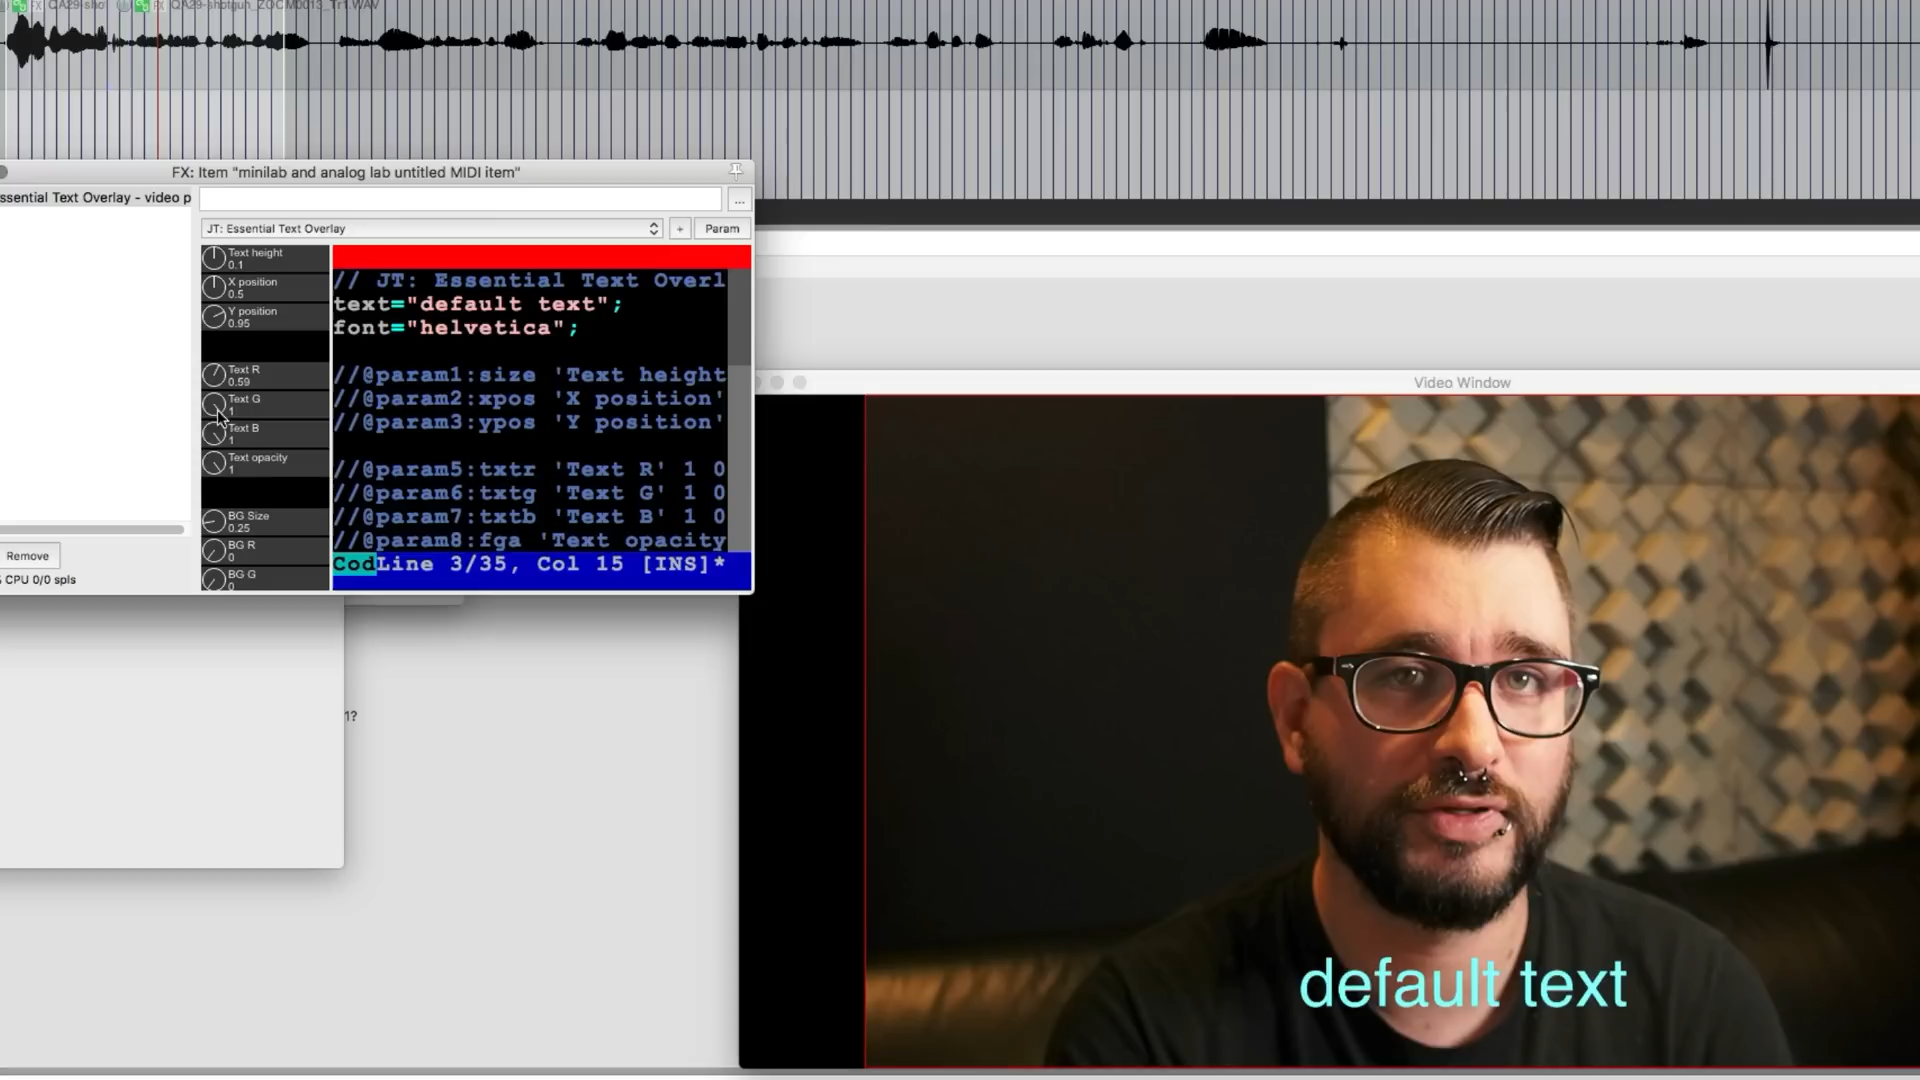 QA29-shotgun_ZOOM0013_Tr1.WAV
FX: Item "minilab and analog lab untitled MIDI item"
ssential Text Overlay - video p
...
JT: Essential Text Overlay
+
Param
Text height
0.1
X position
0.5
Y position
0.95
Text R
0.59
Text G
1
Text B
1
Text opacity
1
BG Size
0.25
BG R
0
BG G
0
// JT: Essential Text Overl
text="default text";
font="helvetica";
//@param1:size 'Text height
//@param2:xpos 'X position'
//@param3:ypos 'Y position'
//@param5:txtr 'Text R' 1 0
//@param6:txtg 'Text G' 1 0
//@param7:txtb 'Text B' 1 0
//@param8:fga 'Text opacity
CodLine 3/35, Col 15 [INS]*
Remove
CPU 0/0 spls
1?
Video Window
default text